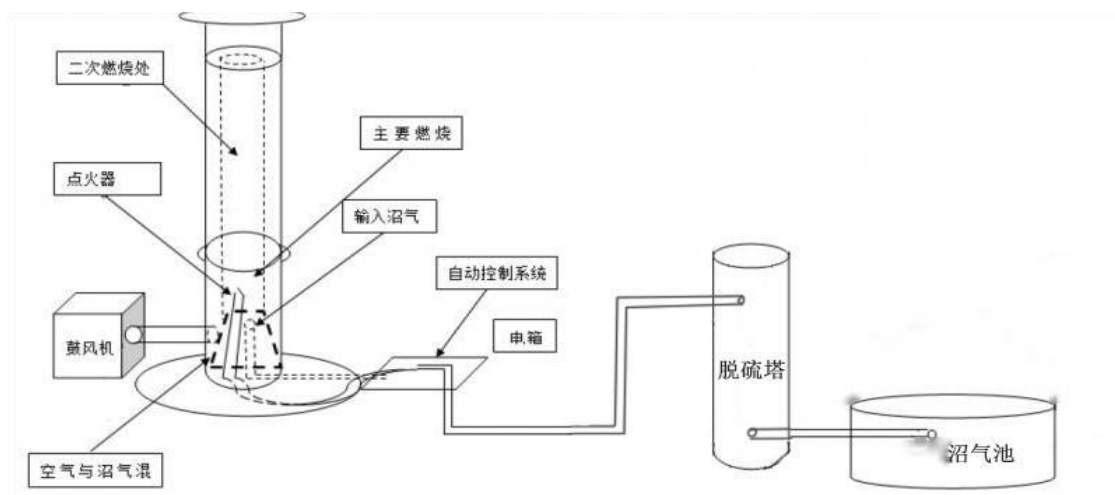 二次燃烧处
主要燃烧
点火器
输入沼气
自动控制系统
电箱
鼓风机
脱硫塔
沼气池
空气与沼气混